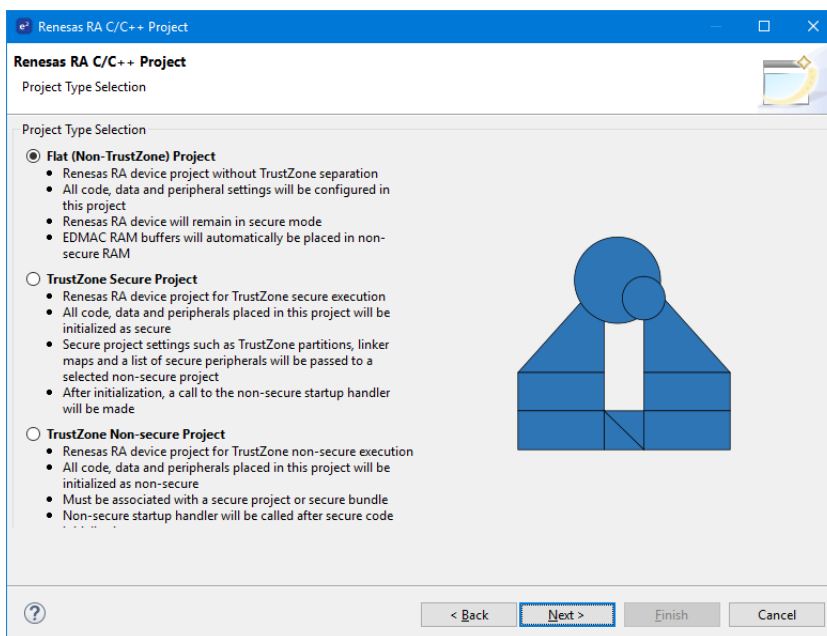 e² Renesas RA C/C++ Project
Renesas RA C/C++ Project
Project Type Selection
Project Type Selection
Flat (Non-TrustZone) Project
• Renesas RA device project without TrustZone separation
• All code, data and peripheral settings will be configured in
this project
• Renesas RA device will remain in secure mode
• EDMAC RAM buffers will automatically be placed in non-
secure RAM
TrustZone Secure Project
• Renesas RA device project for TrustZone secure execution
• All code, data and peripherals placed in this project will be
initialized as secure
• Secure project settings such as TrustZone partitions, linker
maps and a list of secure peripherals will be passed to a
selected non-secure project
• After initialization, a call to the non-secure startup handler
will be made
TrustZone Non-secure Project
• Renesas RA device project for TrustZone non-secure execution
• All code, data and peripherals placed in this project will be
initialized as non-secure
• Must be associated with a secure project or secure bundle
• Non-secure startup handler will be called after secure code
? < Back Next > Finish Cancel